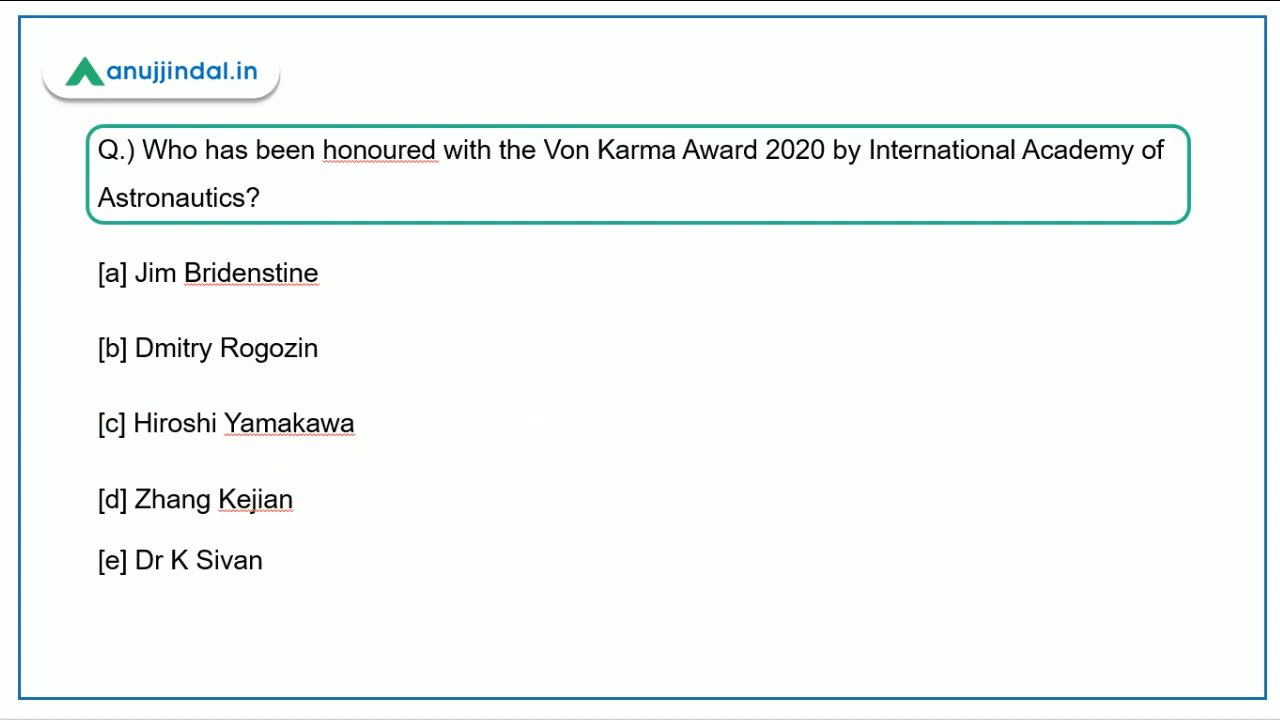 anujjindal.in
Q.) Who has been honoured with the Von Karma Award 2020 by International Academy of
Astronautics?
[a] Jim Bridenstine
[b] Dmitry Rogozin
[c] Hiroshi Yamakawa
[d] Zhang Kejian
[e] Dr K Sivan